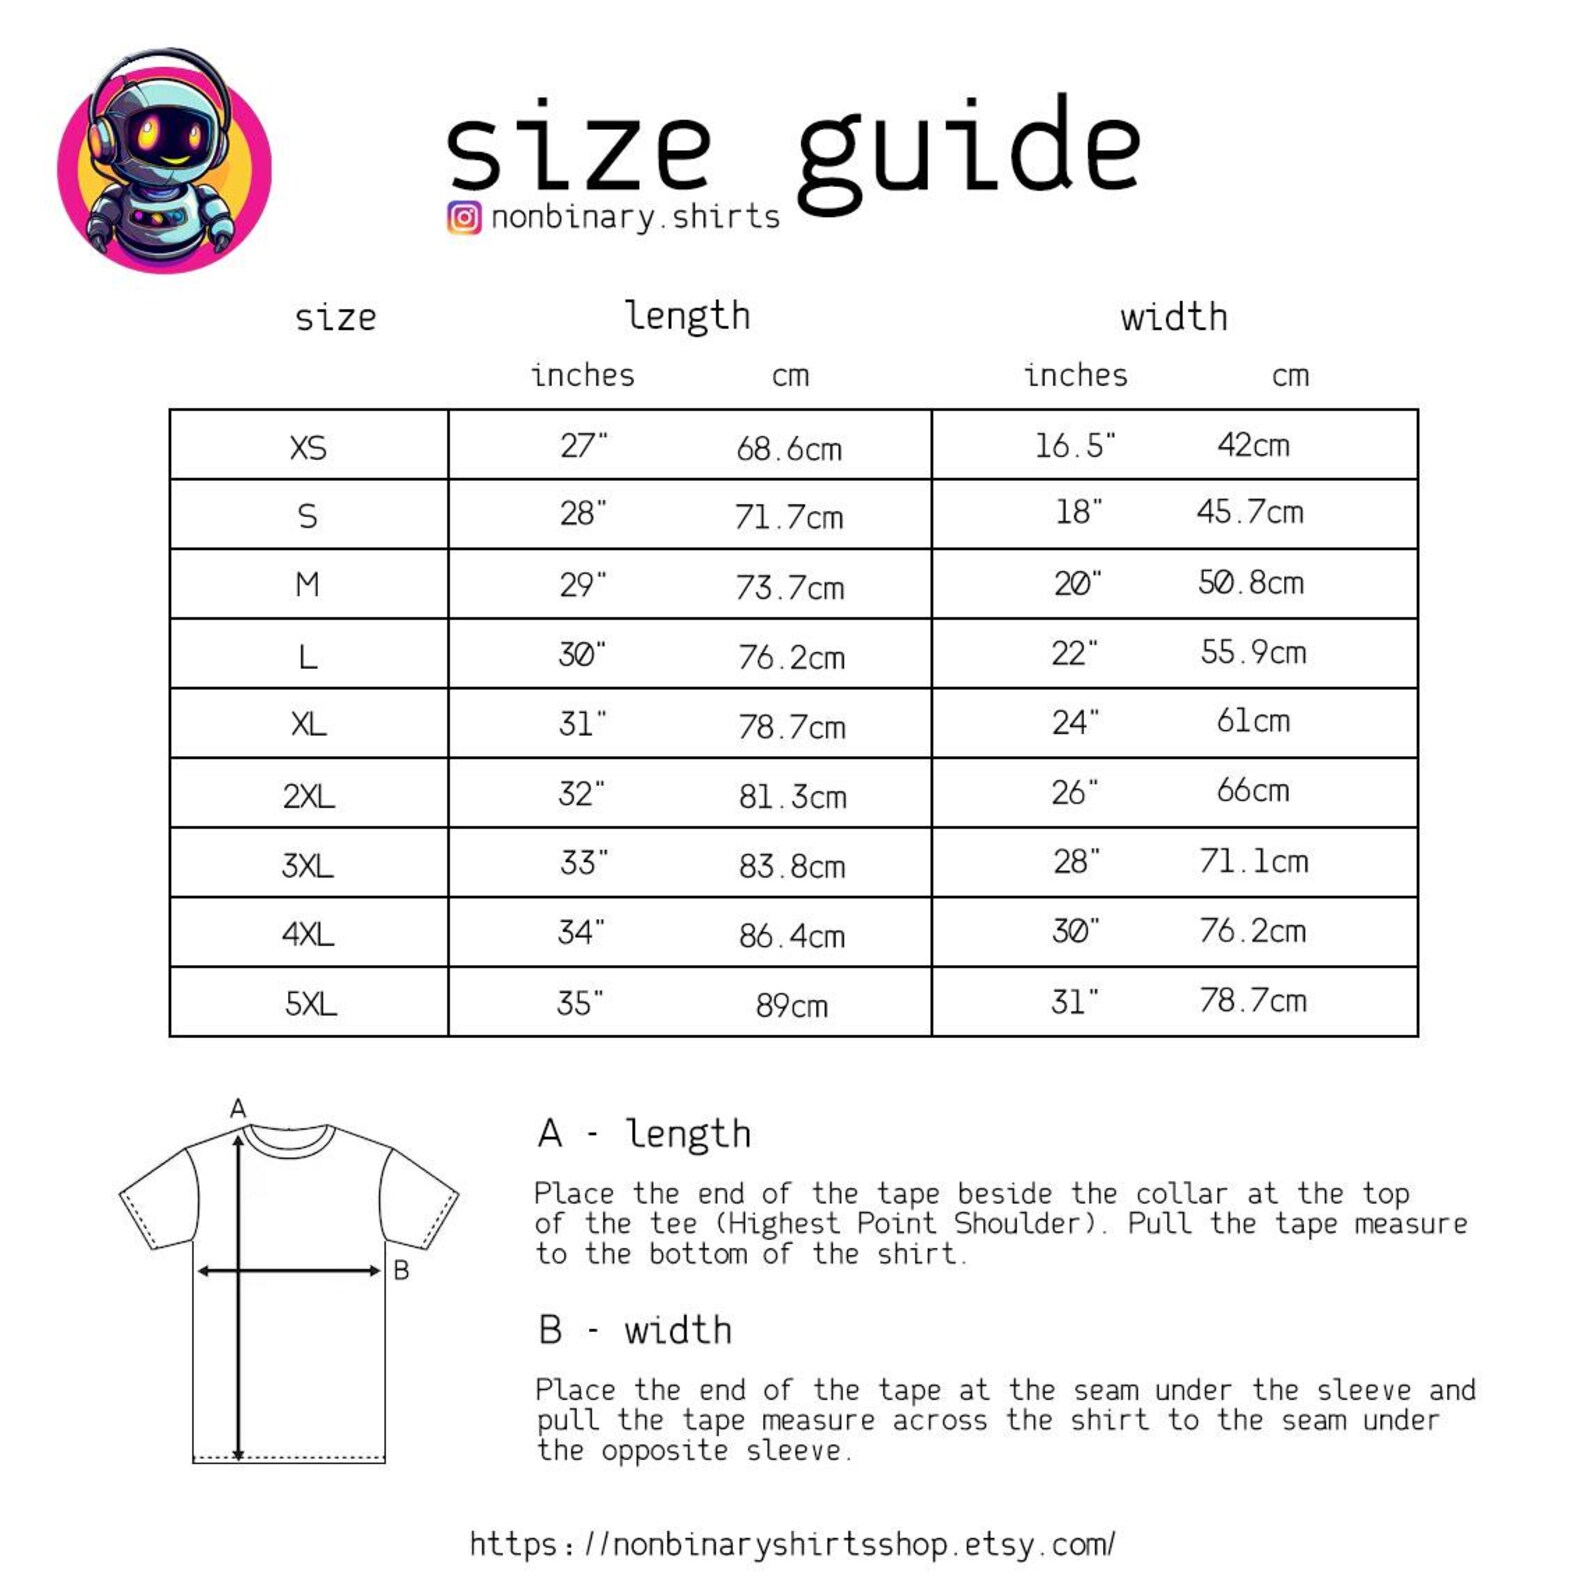 size guide
nonbinary.shirts
size length width
inches cm inches cm
XS 27" 68.6cm 16.5" 42cm
S 28" 71.7cm 18" 45.7cm
M 29" 73.7cm 20" 50.8cm
L 30" 76.2cm 22" 55.9cm
XL 31" 78.7cm 24" 61cm
2XL 32" 81.3cm 26" 66cm
3XL 33" 83.8cm 28" 71.1cm
4XL 34" 86.4cm 30" 76.2cm
5XL 35" 89cm 31" 78.7cm
A
B
A - length
Place the end of the tape beside the collar at the top
of the tee (Highest Point Shoulder). Pull the tape measure
to the bottom of the shirt.
B - width
Place the end of the tape at the seam under the sleeve and
pull the tape measure across the shirt to the seam under
the opposite sleeve.
https://nonbinaryshirtsshop.etsy.com/